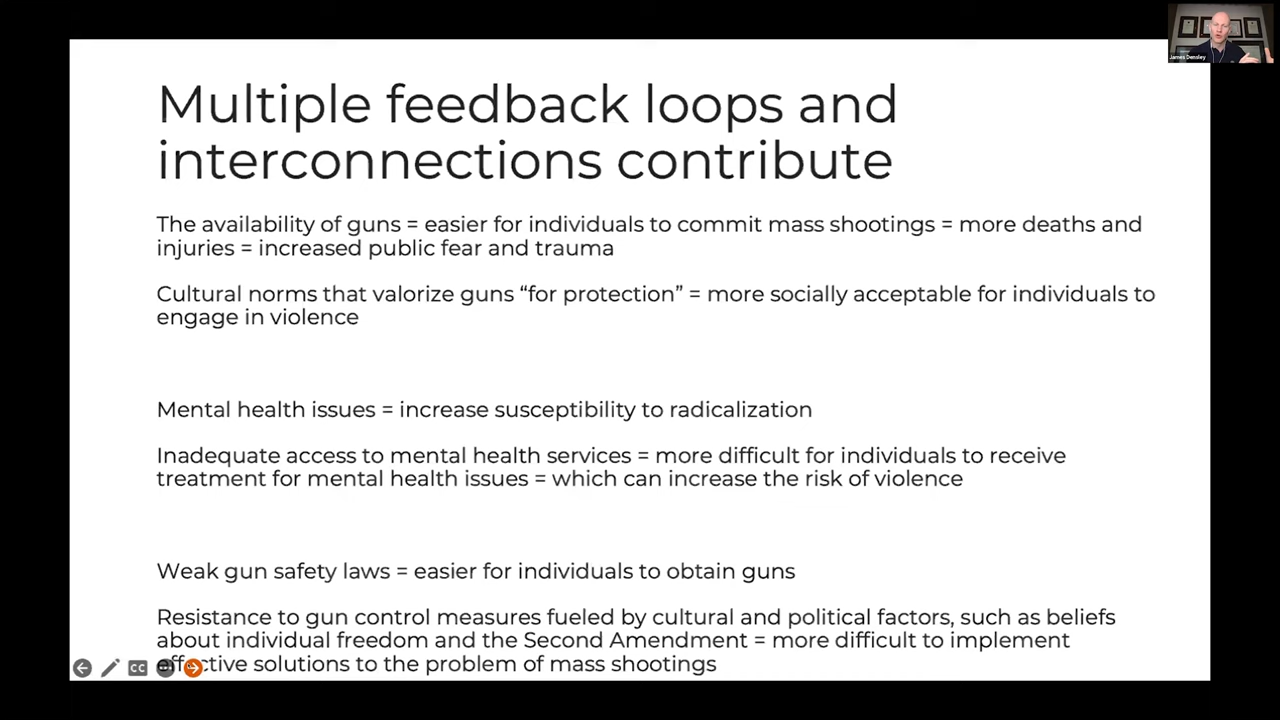 James Densley
Multiple feedback loops and
interconnections contribute
The availability of guns = easier for individuals to commit mass shootings = more deaths and
injuries = increased public fear and trauma
Cultural norms that valorize guns “for protection” = more socially acceptable for individuals to
engage in violence
Mental health issues = increase susceptibility to radicalization
Inadequate access to mental health services = more difficult for individuals to receive
treatment for mental health issues = which can increase the risk of violence
Weak gun safety laws = easier for individuals to obtain guns
Resistance to gun control measures fueled by cultural and political factors, such as beliefs
about individual freedom and the Second Amendment = more difficult to implement
effective solutions to the problem of mass shootings
CC